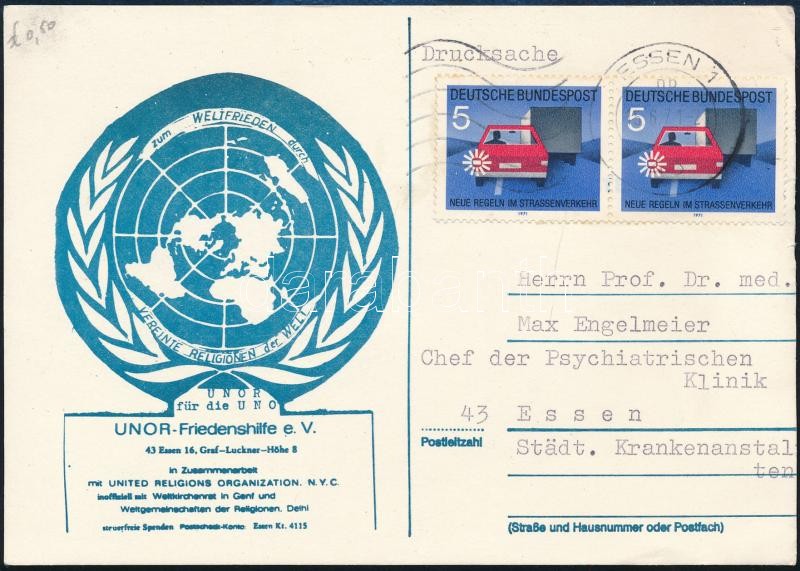 £ 0,50
zum WELTFRIEDEN durch
VEREINTE RELIGIONEN der WELT
UNOR
für die UNO
UNOR-Friedenshilfe e. V.
43 Essen 16, Graf-Luckner-Höhe 8
in Zusammenarbeit
mit UNITED RELIGIONS ORGANIZATION. N.Y.C.
inoffiziell mit Weltkirchenrat in Genf und
Weltgemeinschaften der Religionen, Delhi
steuerfreie Spenden Postscheck-Konto: Essen Kt. 4115
Drucksache
ESSEN 1
DEUTSCHE BUNDESPOST
5
NEUE REGELN IM STRASSENVERKEHR
1971
DEUTSCHE BUNDESPOST
5
NEUE REGELN IM STRASSENVERKEHR
1971
Herrn Prof. Dr. med.
Max Engelmeier
Chef der Psychiatrischen
Klinik
43 Essen
Postleitzahl
Städt. Krankenanstal
ten
(Straße und Hausnummer oder Postfach)
darabanth